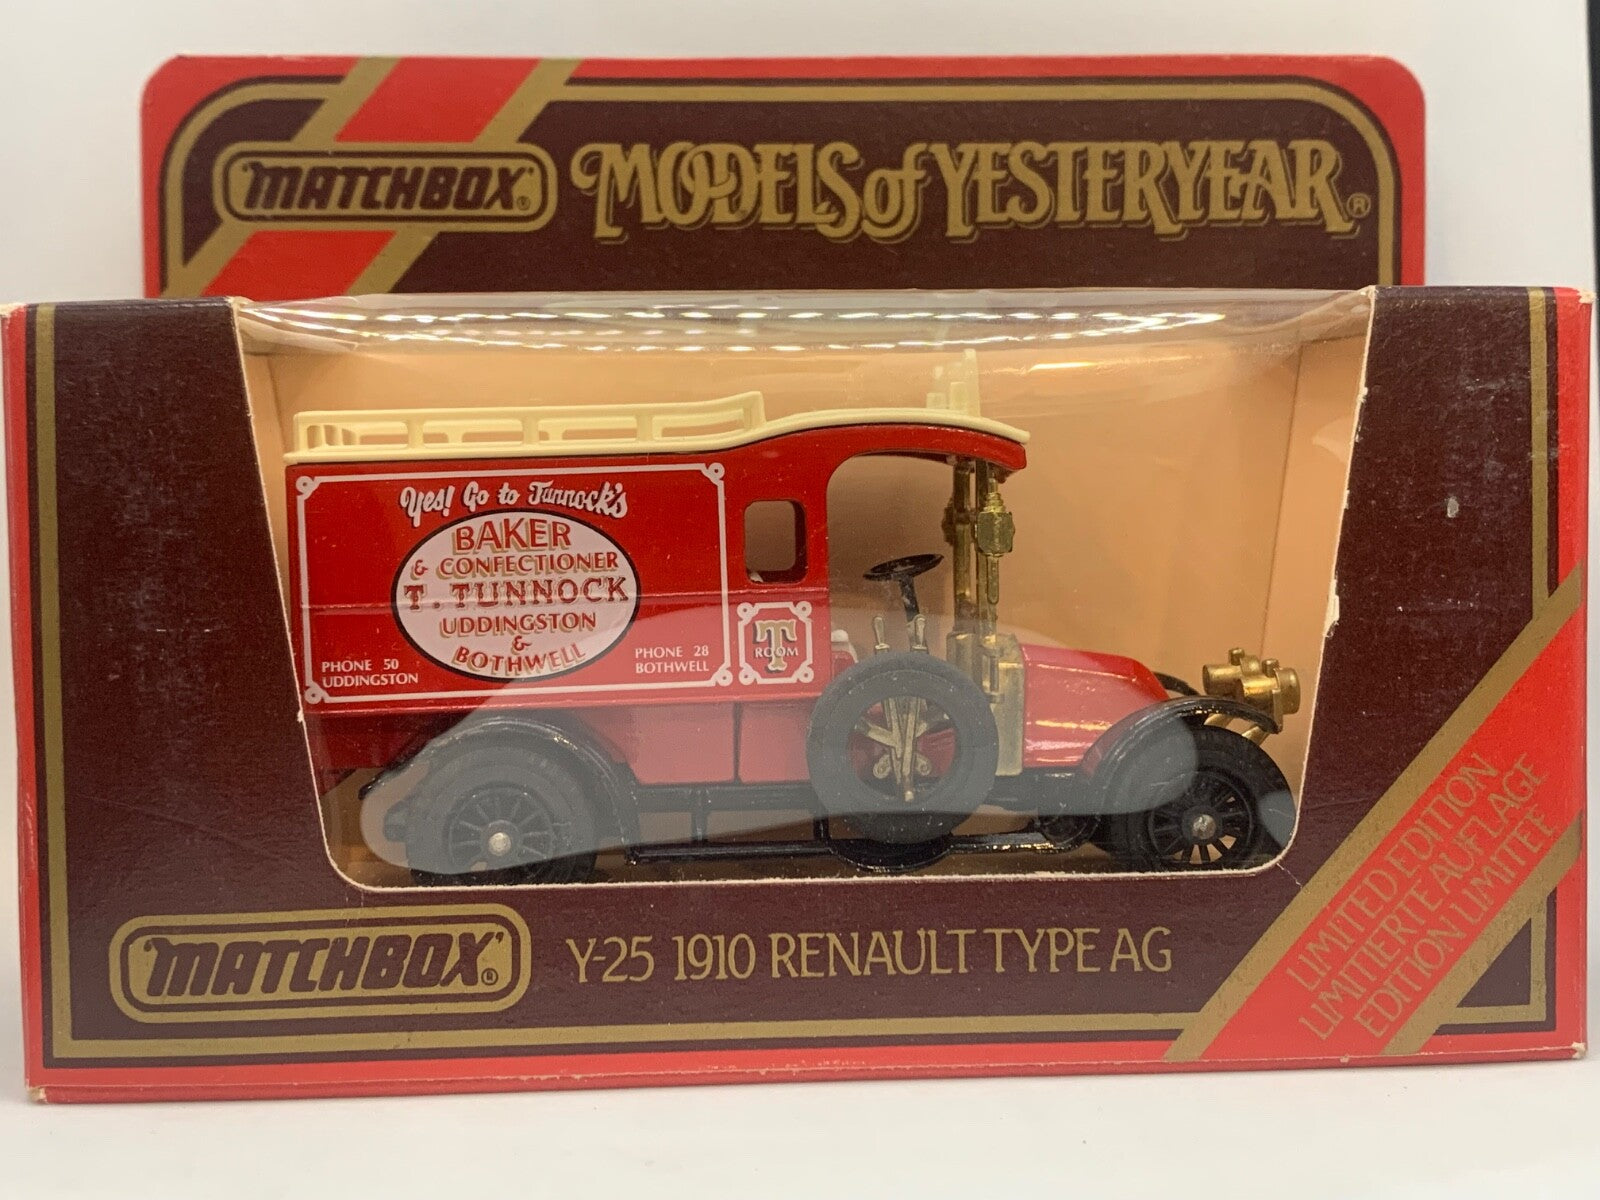 MATCHBOX®
MODELS of YESTERYEAR®
Yes! Go to Tunnock's
BAKER
& CONFECTIONER
T. TUNNOCK
UDDINGSTON
&
BOTHWELL
PHONE 50
UDDINGSTON
PHONE 28
BOTHWELL
T
ROOM
MATCHBOX®
Y-25 1910 RENAULT TYPE AG
LIMITED EDITION
LIMITIERTE AUFLAGE
EDITION LIMITÉE